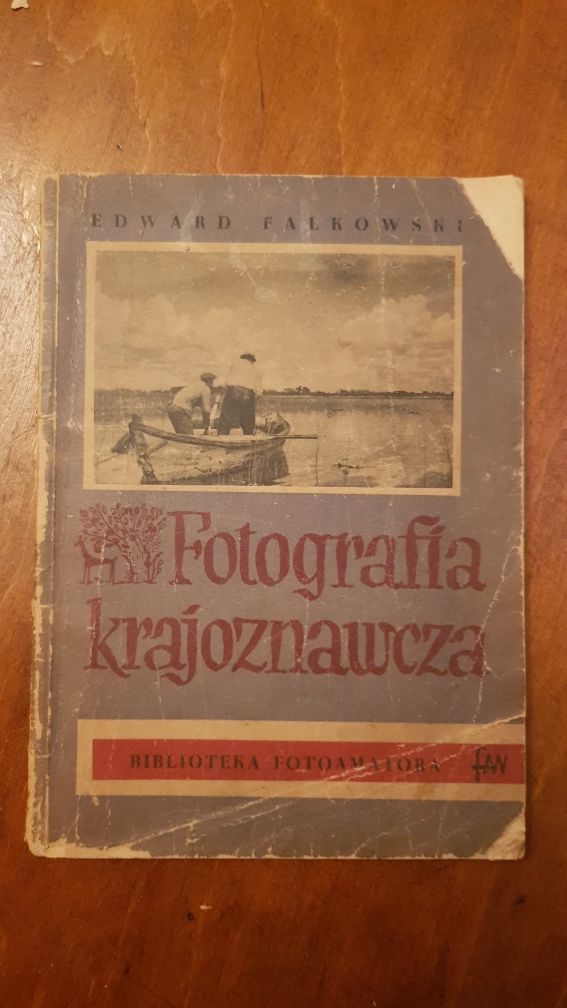 EDWARD FALKOWSKI
Fotografia
krajoznawcza
BIBLIOTEKA FOTOAMATORA faw